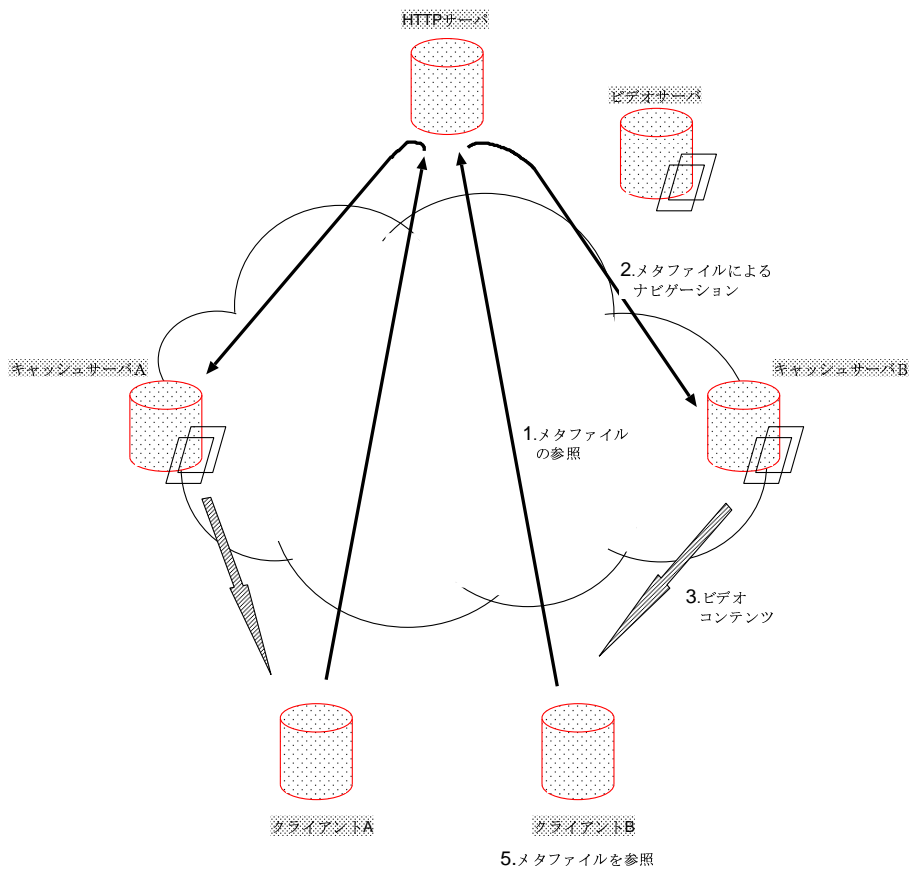 HTTPサーバ
ビデオサーバ
2.メタファイルによる
ナビゲーション
キャッシュサーバA
キャッシュサーバB
1.メタファイル
の参照
3.ビデオ
コンテンツ
クライアントA
クライアントB
5.メタファイルを参照